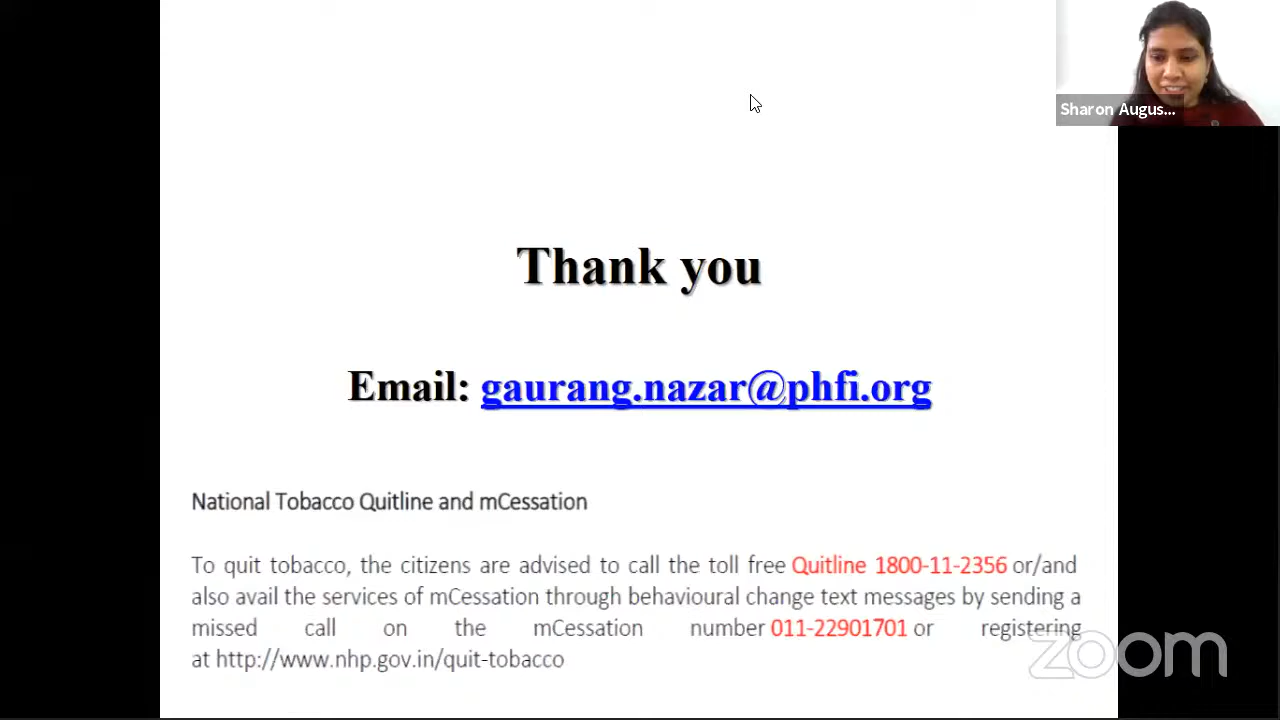 Sharon Augus...
Thank you
Email: gaurang.nazar@phfi.org
National Tobacco Quitline and mCessation
To quit tobacco, the citizens are advised to call the toll free Quitline 1800-11-2356 or/and
also avail the services of mCessation through behavioural change text messages by sending a
missed call on the mCessation number 011-22901701 or registering
at http://www.nhp.gov.in/quit-tobacco
zoom